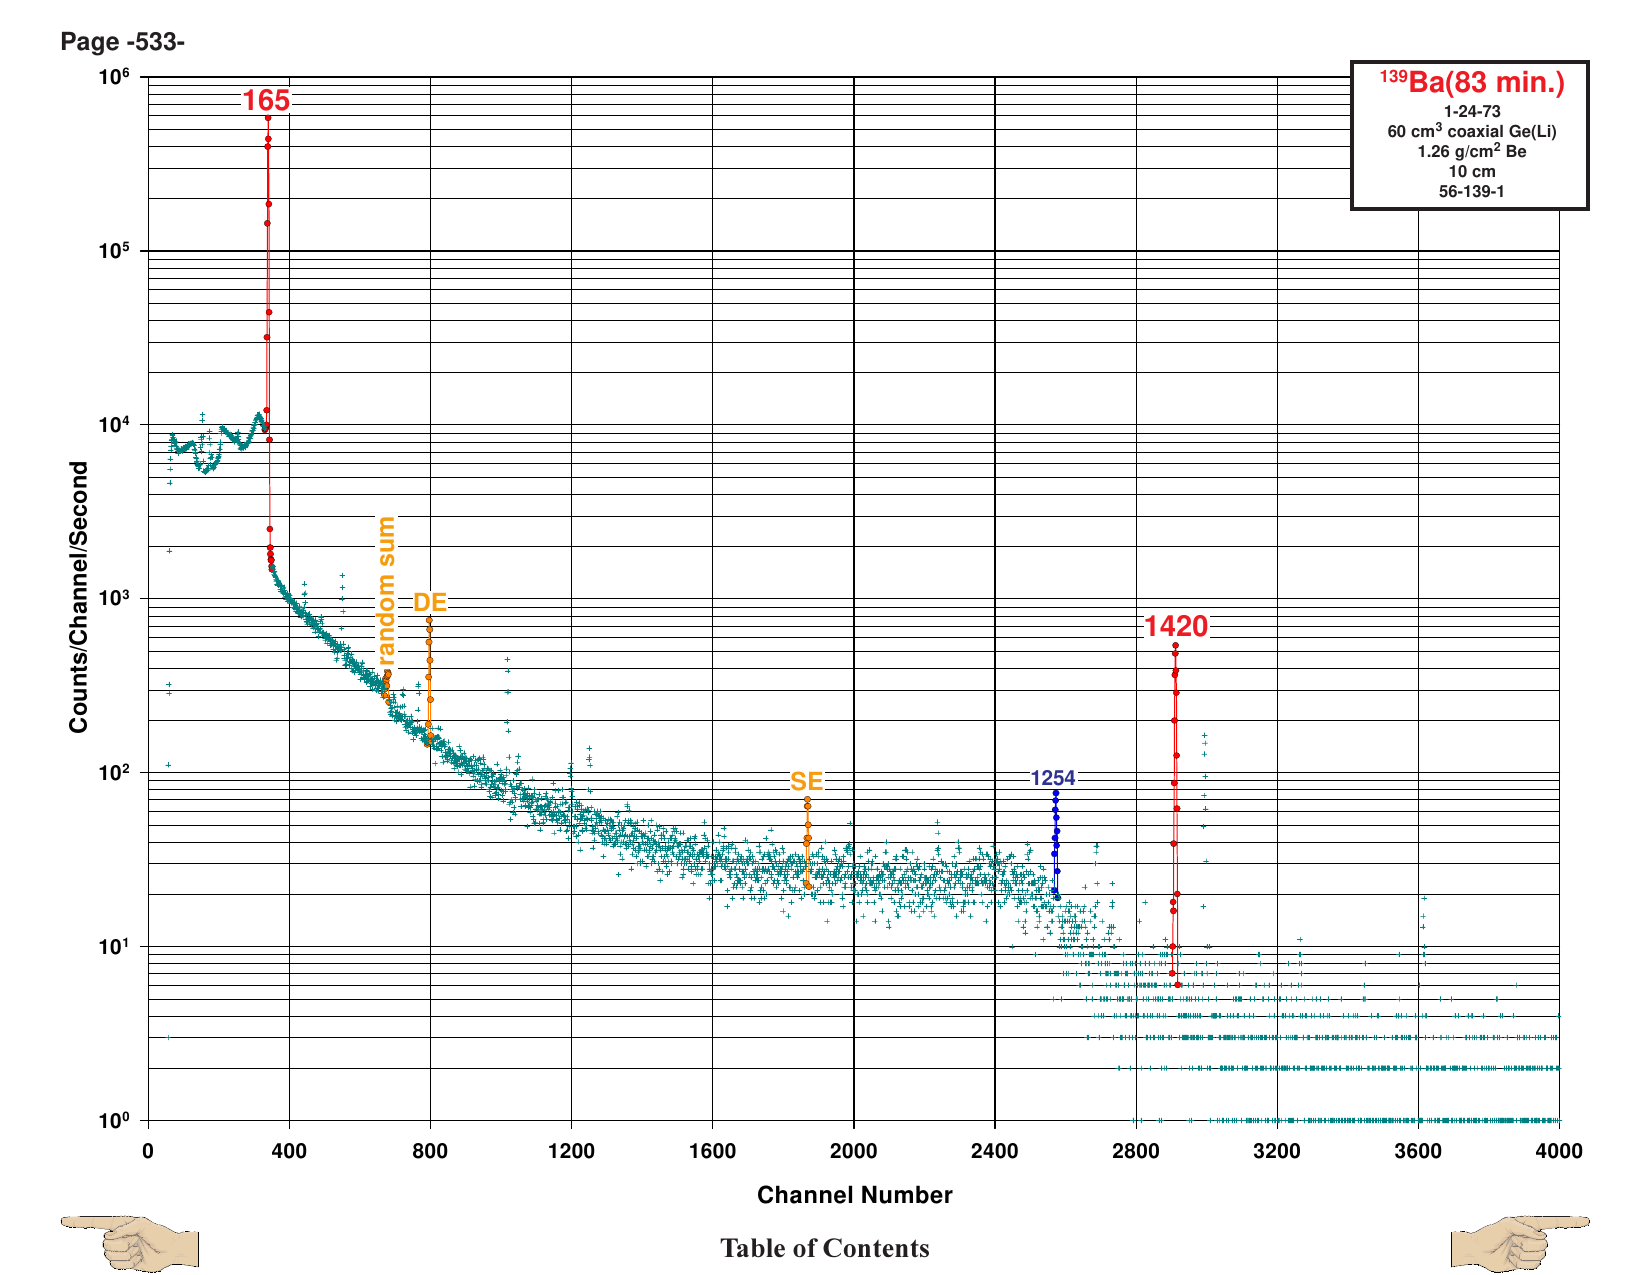 Page -533-
10⁶
165
¹³⁹Ba(83 min.)
1-24-73
60 cm³ coaxial Ge(Li)
1.26 g/cm² Be
10 cm
56-139-1
10⁵
10⁴
Counts/Channel/Second
random sum
10³
DE
1420
10²
SE
1254
10¹
10⁰
0 400 800 1200 1600 2000 2400 2800 3200 3600 4000
Channel Number
Table of Contents